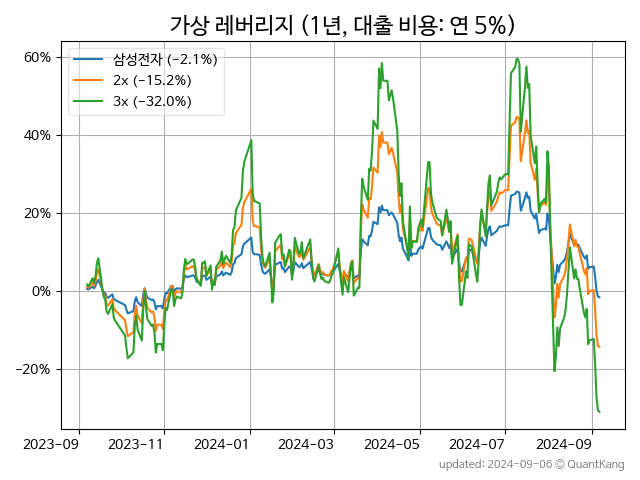 가상 레버리지 (1년, 대출 비용: 연 5%)
삼성전자 (−2.1%)
2x (−15.2%)
3x (−32.0%)
60%
40%
20%
0%
−20%
2023-09 2023-11 2024-01 2024-03 2024-05 2024-07 2024-09
updated: 2024-09-06 © QuantKang